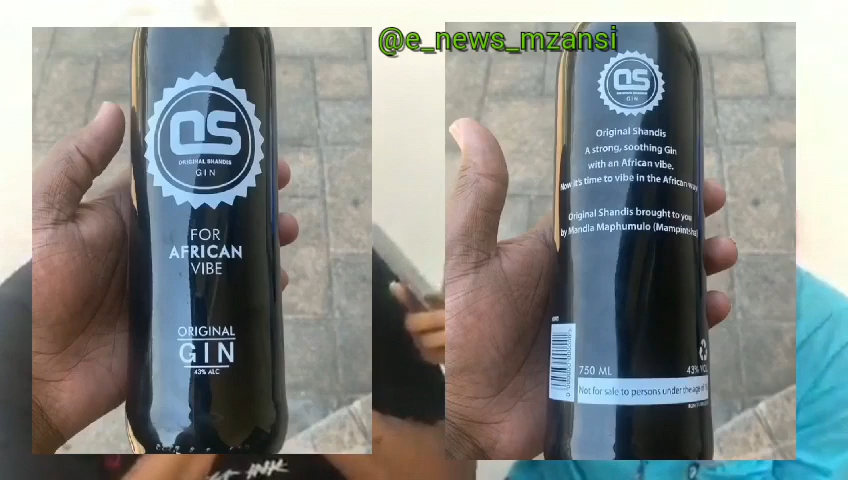 @e_news_mzansi
OS
ORIGINAL SHANDIS
GIN
FOR
AFRICAN
VIBE
ORIGINAL
GIN
43% ALC
OS
GIN
Original Shandis
A strong, soothing Gin
with an African vibe.
Now it's time to vibe in the African way
Original Shandis brought to you
by Mandla Maphumulo (Mampintsha)
750 ML
43% VOL
Not for sale to persons under the age of